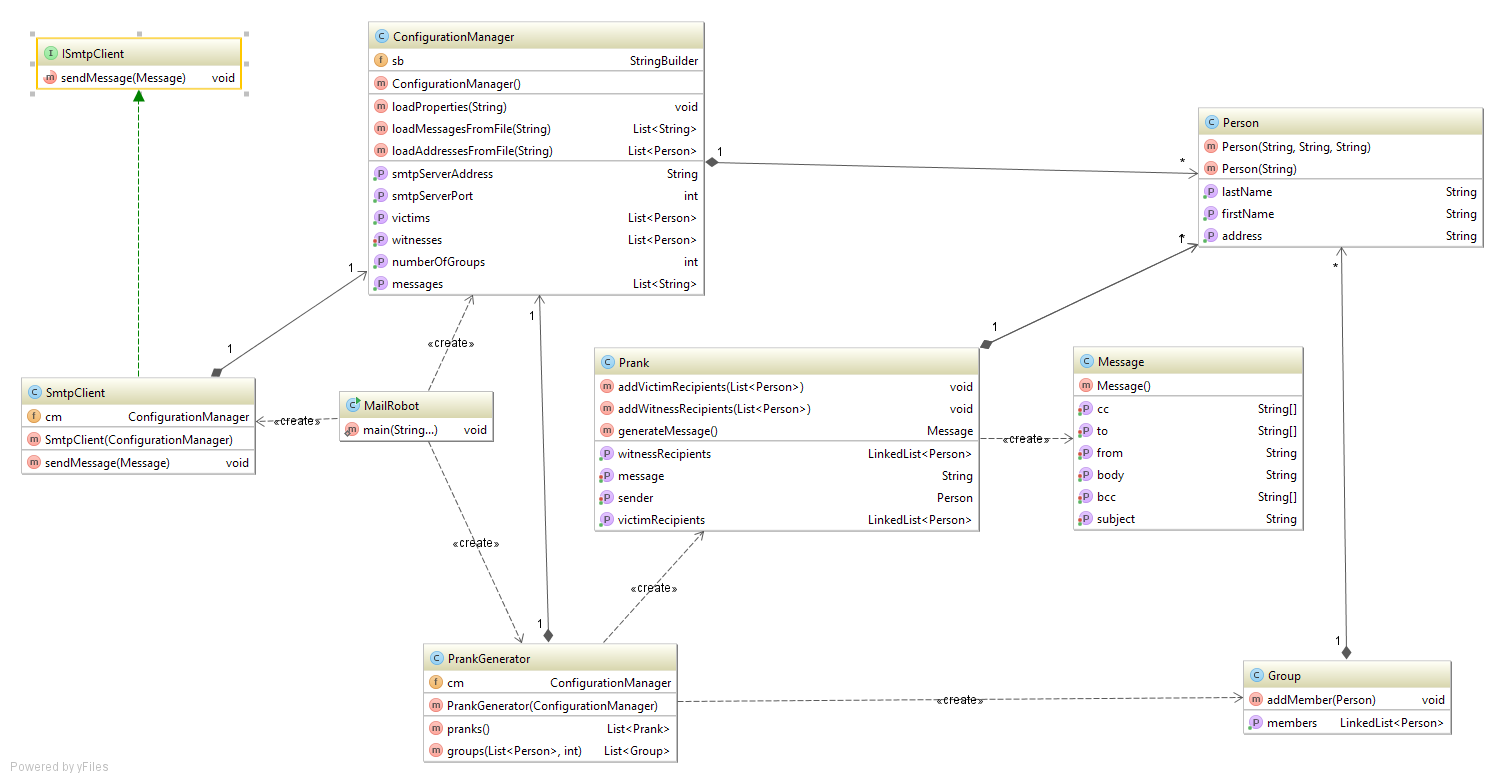 ISmtpClient
sendMessage(Message) void
ConfigurationManager
sb StringBuilder
ConfigurationManager()
loadProperties(String) void
loadMessagesFromFile(String) List<String>
loadAddressesFromFile(String) List<Person>
smtpServerAddress String
smtpServerPort int
victims List<Person>
witnesses List<Person>
numberOfGroups int
messages List<String>
Person
Person(String, String, String)
Person(String)
lastName String
firstName String
address String
1
*
1
1
1
1
*
*
1
«create»
Prank
addVictimRecipients(List<Person>) void
addWitnessRecipients(List<Person>) void
generateMessage() Message
witnessRecipients LinkedList<Person>
message String
sender Person
victimRecipients LinkedList<Person>
Message
Message()
cc String[]
to String[]
from String
body String
bcc String[]
subject String
«create»
SmtpClient
cm ConfigurationManager
SmtpClient(ConfigurationManager)
sendMessage(Message) void
«create»
MailRobot
main(String...) void
«create»
«create»
1
1
PrankGenerator
cm ConfigurationManager
PrankGenerator(ConfigurationManager)
pranks() List<Prank>
groups(List<Person>, int) List<Group>
«create»
Group
addMember(Person) void
members LinkedList<Person>
Powered by yFiles